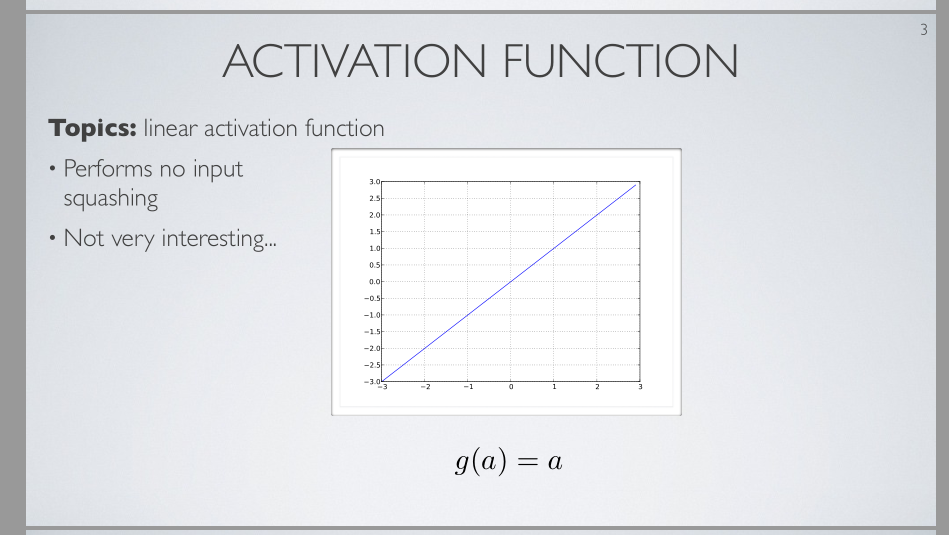 3
ACTIVATION FUNCTION
Topics: linear activation function
• Performs no input
squashing
• Not very interesting...
3.0
2.5
2.0
1.5
1.0
0.5
0.0
−0.5
−1.0
−1.5
−2.0
−2.5
−3.0
−3 −2 −1 0 1 2 3
g(a) = a